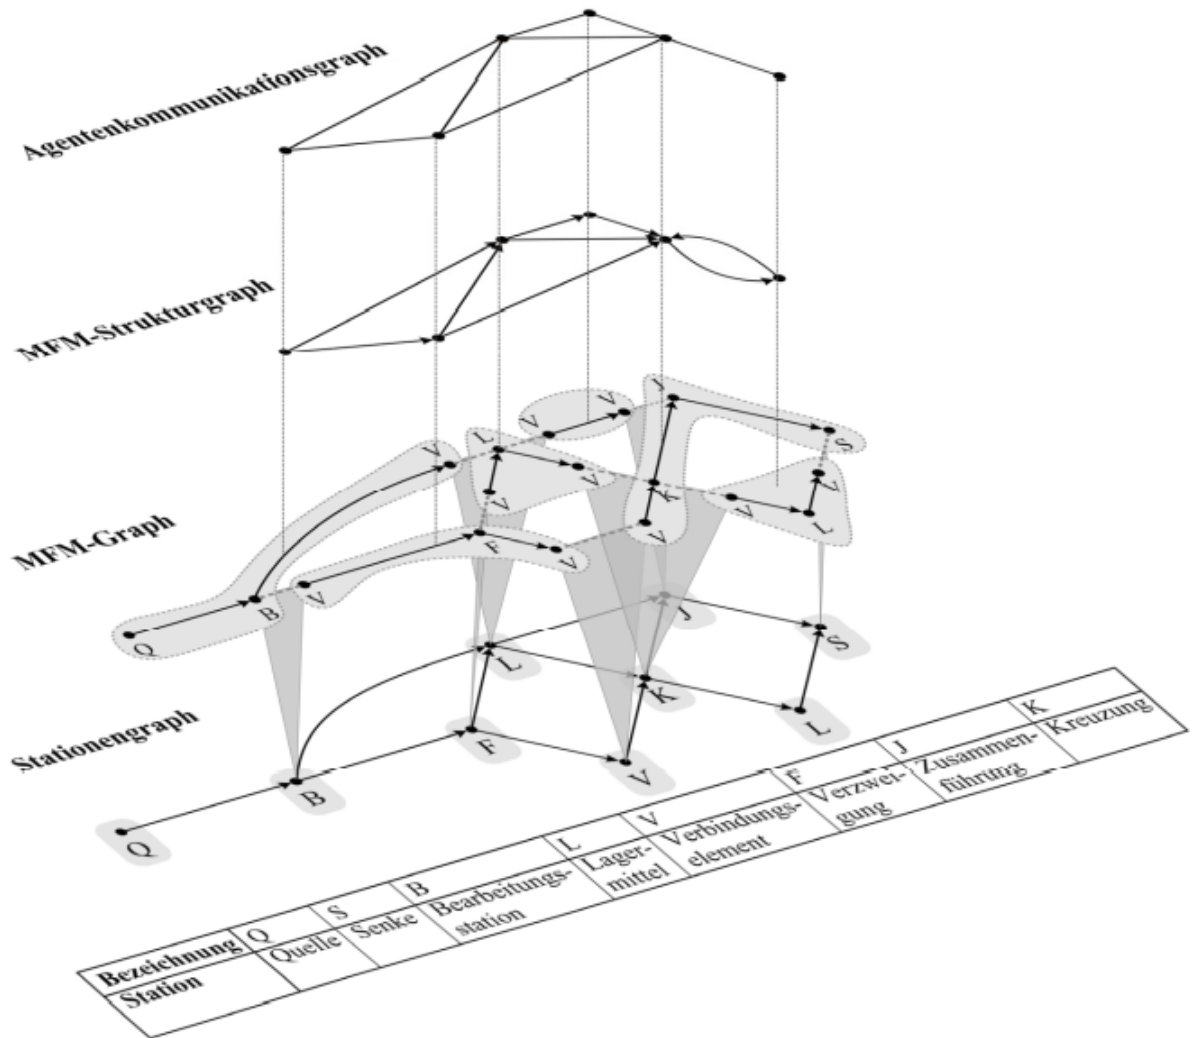 Agentenkommunikationsgraph
MFM-Strukturgraph
MFM-Graph
J
V
V
S
V
L
V
K
V
V
L
F
V
V
B
V
Q
Stationengraph
J
S
L
K
L
F
V
B
Q
Bezeichnung Q S B L V F J K
Station Quelle Senke Bearbeitungs- Lager- Verbindungs- Verzwei- Zusammen- Kreuzung
station mittel element gung führung